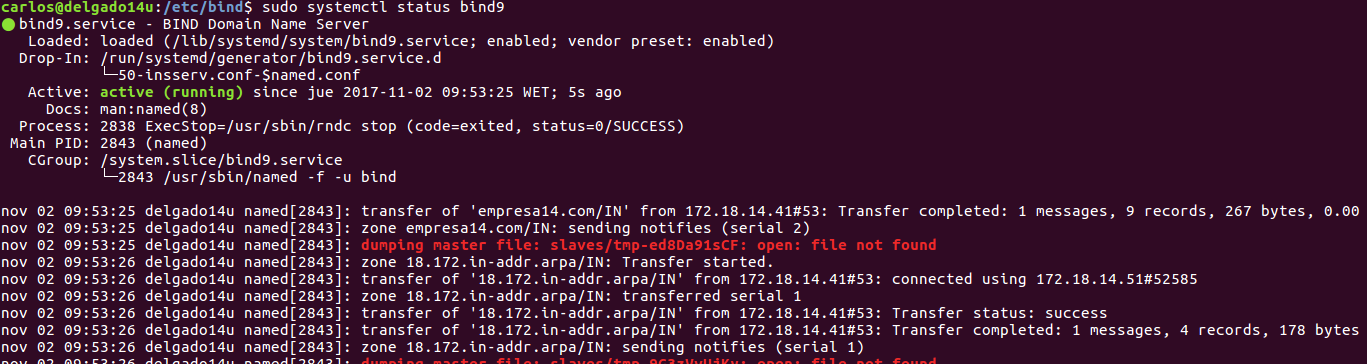 carlos@delgado14u:/etc/bind$ sudo systemctl status bind9
● bind9.service - BIND Domain Name Server
   Loaded: loaded (/lib/systemd/system/bind9.service; enabled; vendor preset: enabled)
  Drop-In: /run/systemd/generator/bind9.service.d
           └─50-insserv.conf-$named.conf
   Active: active (running) since jue 2017-11-02 09:53:25 WET; 5s ago
     Docs: man:named(8)
  Process: 2838 ExecStop=/usr/sbin/rndc stop (code=exited, status=0/SUCCESS)
 Main PID: 2843 (named)
   CGroup: /system.slice/bind9.service
           └─2843 /usr/sbin/named -f -u bind
nov 02 09:53:25 delgado14u named[2843]: transfer of 'empresa14.com/IN' from 172.18.14.41#53: Transfer completed: 1 messages, 9 records, 267 bytes, 0.00
nov 02 09:53:25 delgado14u named[2843]: zone empresa14.com/IN: sending notifies (serial 2)
nov 02 09:53:25 delgado14u named[2843]: dumping master file: slaves/tmp-ed8Da91sCF: open: file not found
nov 02 09:53:26 delgado14u named[2843]: zone 18.172.in-addr.arpa/IN: Transfer started.
nov 02 09:53:26 delgado14u named[2843]: transfer of '18.172.in-addr.arpa/IN' from 172.18.14.41#53: connected using 172.18.14.51#52585
nov 02 09:53:26 delgado14u named[2843]: zone 18.172.in-addr.arpa/IN: transferred serial 1
nov 02 09:53:26 delgado14u named[2843]: transfer of '18.172.in-addr.arpa/IN' from 172.18.14.41#53: Transfer status: success
nov 02 09:53:26 delgado14u named[2843]: transfer of '18.172.in-addr.arpa/IN' from 172.18.14.41#53: Transfer completed: 1 messages, 4 records, 178 bytes
nov 02 09:53:26 delgado14u named[2843]: zone 18.172.in-addr.arpa/IN: sending notifies (serial 1)
nov 02 09:53:26 delgado14u named[2843]: dumping master file: open: file not found